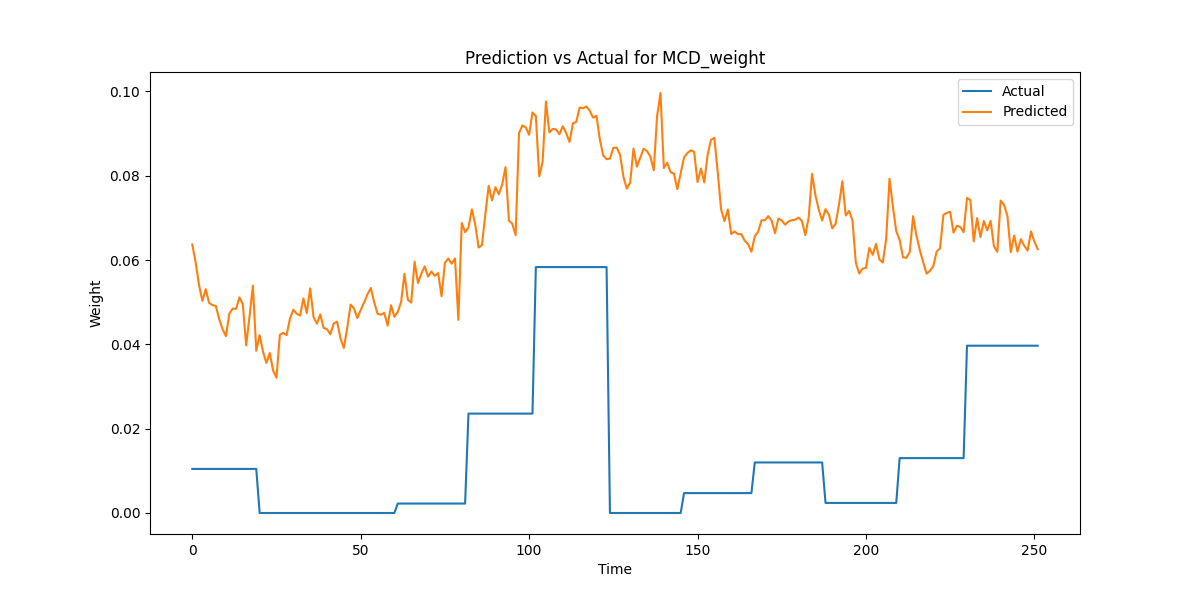 Prediction vs Actual for MCD_weight
Actual
Predicted
0.10
0.08
0.06
0.04
0.02
0.00
Weight
0 50 100 150 200 250
Time